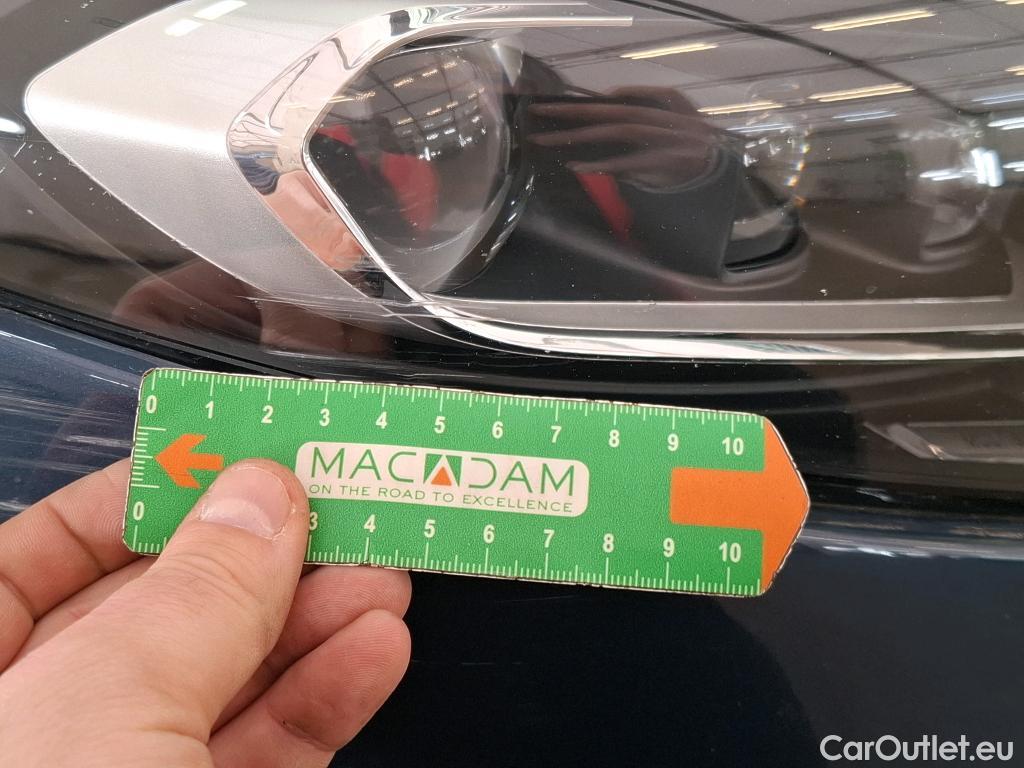 0 1 2 3 4 5 6 7 8 9 10
MACADAM
ON THE ROAD TO EXCELLENCE
0 3 4 5 6 7 8 9 10
CarOutlet.eu